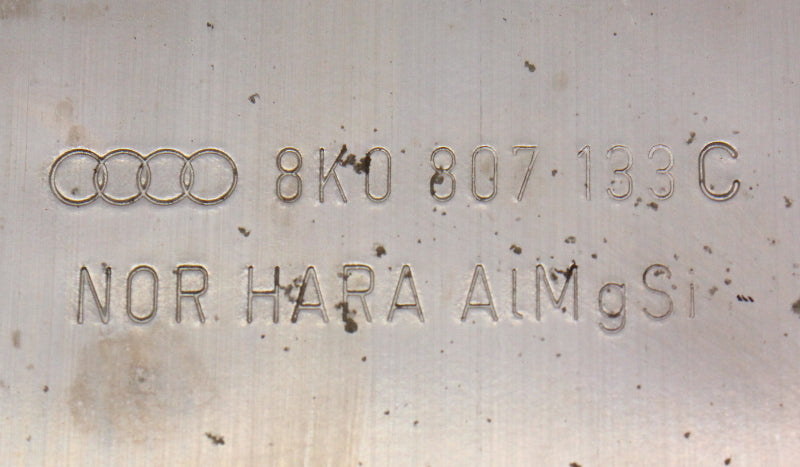 8K0 807 133 C
NOR HARA AlMgSi